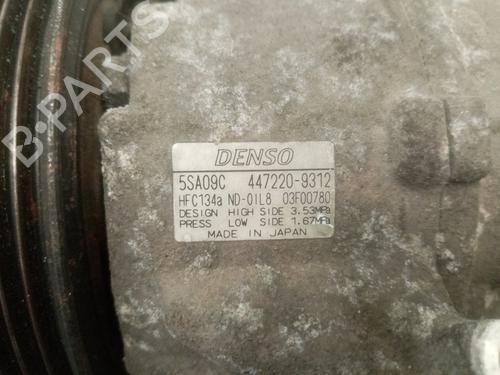 B-PARTS
DENSO
5SA09C 447220-9312
HFC134a ND-OIL8 03F00780
DESIGN HIGH SIDE 3.53MPa
PRESS LOW SIDE 1.67MPa
MADE IN JAPAN